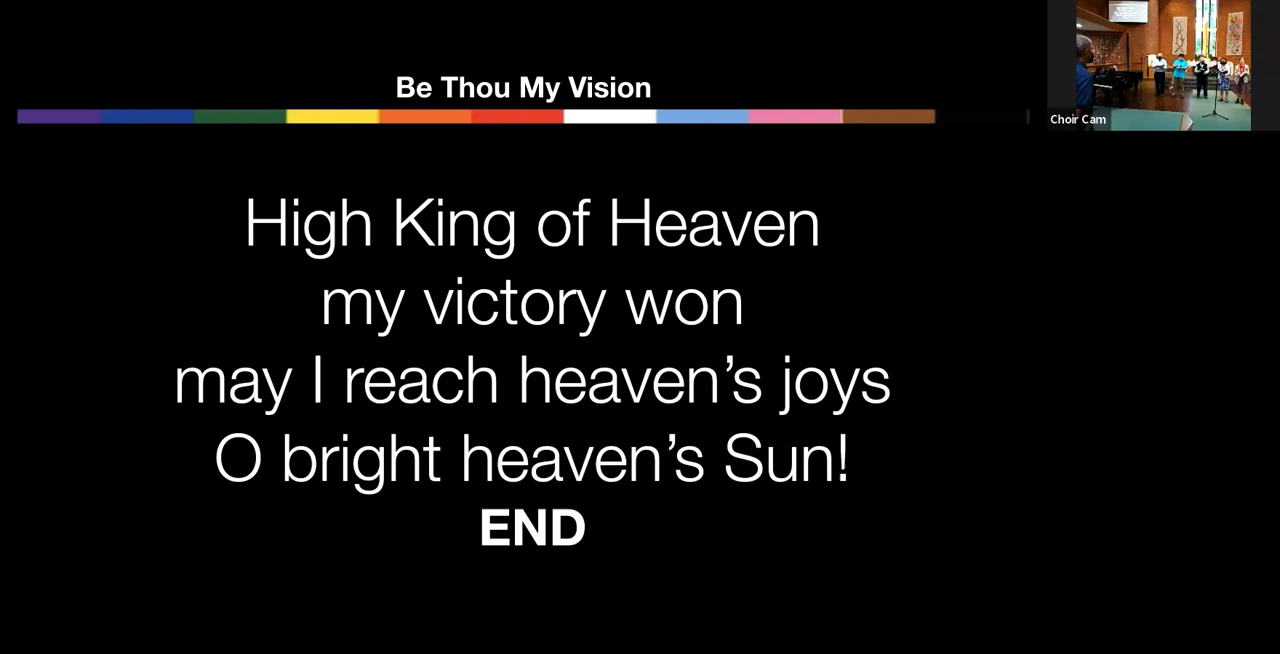 Be Thou My Vision
High King of Heaven
my victory won
may I reach heaven's joys
O bright heaven's Sun!
END
Choir Cam